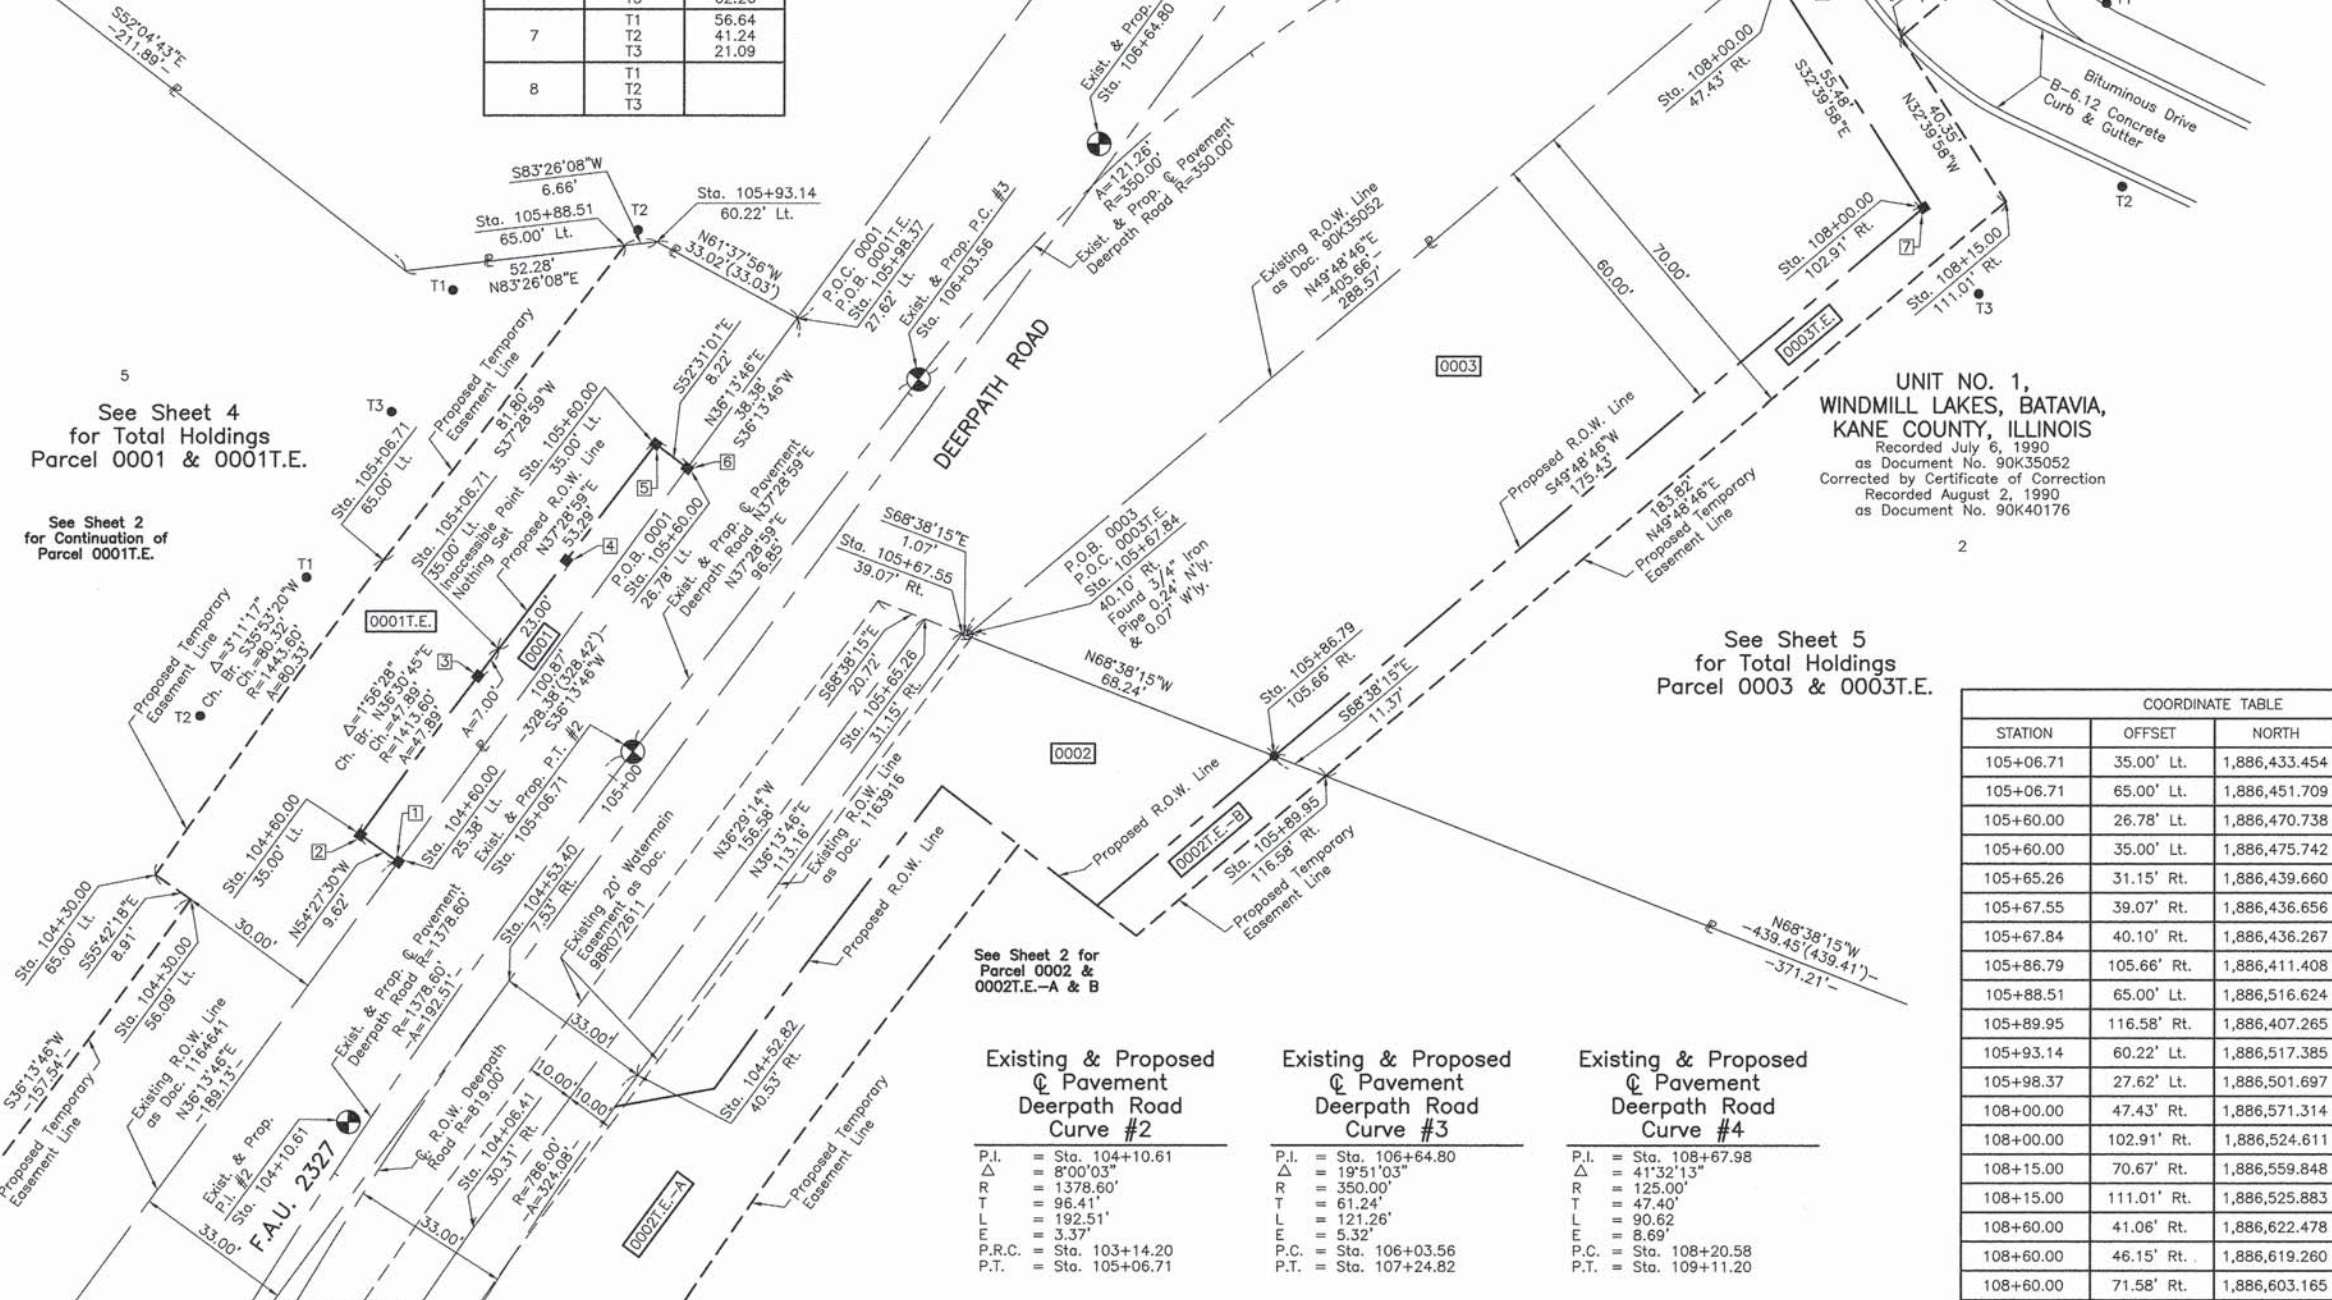 S52°04'43"E
-211.89'-
T3 62.26
7 T1 56.64
T2 41.24
T3 21.09
8 T1
T2
T3
Exist. & Prop.
Sta. 106+64.80
Sta. 108+00.00
47.43' Rt.
55.48'
S32°39'58"E
40.35'
N32°39'58"W
Bituminous Drive
B-6.12 Concrete
Curb & Gutter
T1
T2
S83°26'08"W
6.66'
Sta. 105+88.51
65.00' Lt.
T2
Sta. 105+93.14
60.22' Lt.
52.28'
N83°26'08"E
T1
N61°37'56"W
33.02'(33.03')
P.O.C. 0001
P.O.B. 0001T.E.
Sta. 105+98.37
27.62' Lt.
Exist. & Prop. P.C. #3
Sta. 106+03.56
A=121.26'
R=350.00'
Exist. & Prop. ℄ Pavement
Deerpath Road R=350.00'
Existing R.O.W. Line
as Doc. 90K35052
N49°48'46"E
-405.66'-
288.57'
60.00'
70.00'
Sta. 108+00.00
102.91' Rt.
7
Sta. 108+15.00
111.01' Rt.
T3
0003T.E.
5
See Sheet 4
for Total Holdings
Parcel 0001 & 0001T.E.
See Sheet 2
for Continuation of
Parcel 0001T.E.
T3
Sta. 105+06.71
65.00' Lt.
Proposed Temporary
Easement Line
81.80'
S37°28'59"W
Sta. 105+06.71
35.00' Lt.
Inaccessible Point
Nothing Set
Sta. 105+60.00
35.00' Lt.
Proposed R.O.W. Line
N37°28'59"E
53.29'
S52°31'01"E
8.22'
N36°13'46"E
38.38'
S36°13'46"W
5
6
4
P.O.B. 0001
Sta. 105+60.00
26.78' Lt.
Exist. & Prop. ℄ Pavement
Deerpath Road N37°28'59"E
N37°28'59"E
96.85'
DEERPATH ROAD
0003
UNIT NO. 1,
WINDMILL LAKES, BATAVIA,
KANE COUNTY, ILLINOIS
Recorded July 6, 1990
as Document No. 90K35052
Corrected by Certificate of Correction
Recorded August 2, 1990
as Document No. 90K40176
2
Proposed R.O.W. Line
S49°48'46"W
175.43'
183.82'
N49°48'46"E
Proposed Temporary
Easement Line
S68°38'15"E
1.07'
Sta. 105+67.55
39.07' Rt.
P.O.B. 0003
P.O.C. 0003T.E.
Sta. 105+67.84
40.10' Rt.
Found 3/4" Iron
Pipe 0.24' N'ly.
& 0.07' W'ly.
T1
T2
Proposed Temporary
Easement Line
Δ=3°11'17"
Ch. Br. S35°53'20"W
Ch.=80.32'
R=1443.60'
A=80.33'
0001T.E.
3
23.00'
0001
Δ=1°56'28"
Ch. Br. N36°30'45"E
Ch.=47.89'
R=1413.60'
A=47.89'
A=7.00'
100.87'
-328.38'(328.42')-
S36°13'46"W
S68°38'15"E
20.72'
Sta. 105+65.26
31.15' Rt.
N68°38'15"W
68.24'
Sta. 105+86.79
105.66' Rt.
S68°38'15"E
11.37'
See Sheet 5
for Total Holdings
Parcel 0003 & 0003T.E.
0002
Exist. & Prop. P.T. #2
Sta. 105+06.71
105+00
1
2
Sta. 104+60.00
35.00' Lt.
Sta. 104+60.00
25.38' Lt.
N54°27'30"W
9.62'
N36°29'14"W
156.58'
N36°13'46"E
113.16'
Existing R.O.W. Line
as Doc. 1163916
Proposed R.O.W. Line
Proposed R.O.W. Line
0002T.E.-B
Sta. 105+89.95
116.58' Rt.
Proposed Temporary
Easement Line
N68°38'15"W
-439.45'(439.41')-
-371.21'-
Sta. 104+30.00
65.00' Lt.
S55°42'18"E
8.91'
Sta. 104+30.00
56.09' Lt.
30.00'
Exist. & Prop. ℄ Pavement
Deerpath Road R=1378.60'
R=1378.60'
-A=192.51'-
Sta. 104+53.40
7.53' Rt.
Existing 20' Watermain
Easement as Doc.
98R072611
See Sheet 2 for
Parcel 0002 &
0002T.E.-A & B
S36°13'46"W
-157.54'-
Proposed Temporary
Easement Line
Existing R.O.W. Line
as Doc. 1164641
N36°13'46"E
-189.13'-
Exist. & Prop.
P.I. #2
Sta. 104+10.61
33.00'
F.A.U. 2327
℄ R.O.W. Deerpath
Road R=819.00'
Sta. 104+06.41
30.31' Rt.
33.00'
33.00'
10.00'
10.00'
R=786.00'
-A=324.08'-
Sta. 104+52.82
40.53' Rt.
0002T.E.-A
Proposed Temporary
Easement Line
Existing & Proposed
℄ Pavement
Deerpath Road
Curve #2
P.I. = Sta. 104+10.61
Δ = 8°00'03"
R = 1378.60'
T = 96.41'
L = 192.51'
E = 3.37'
P.R.C. = Sta. 103+14.20
P.T. = Sta. 105+06.71
Existing & Proposed
℄ Pavement
Deerpath Road
Curve #3
P.I. = Sta. 106+64.80
Δ = 19°51'03"
R = 350.00'
T = 61.24'
L = 121.26'
E = 5.32'
P.C. = Sta. 106+03.56
P.T. = Sta. 107+24.82
Existing & Proposed
℄ Pavement
Deerpath Road
Curve #4
P.I. = Sta. 108+67.98
Δ = 41°32'13"
R = 125.00'
T = 47.40'
L = 90.62
E = 8.69'
P.C. = Sta. 108+20.58
P.T. = Sta. 109+11.20
COORDINATE TABLE
STATION OFFSET NORTH
105+06.71 35.00' Lt. 1,886,433.454
105+06.71 65.00' Lt. 1,886,451.709
105+60.00 26.78' Lt. 1,886,470.738
105+60.00 35.00' Lt. 1,886,475.742
105+65.26 31.15' Rt. 1,886,439.660
105+67.55 39.07' Rt. 1,886,436.656
105+67.84 40.10' Rt. 1,886,436.267
105+86.79 105.66' Rt. 1,886,411.408
105+88.51 65.00' Lt. 1,886,516.624
105+89.95 116.58' Rt. 1,886,407.265
105+93.14 60.22' Lt. 1,886,517.385
105+98.37 27.62' Lt. 1,886,501.697
108+00.00 47.43' Rt. 1,886,571.314
108+00.00 102.91' Rt. 1,886,524.611
108+15.00 70.67' Rt. 1,886,559.848
108+15.00 111.01' Rt. 1,886,525.883
108+60.00 41.06' Rt. 1,886,622.478
108+60.00 46.15' Rt. 1,886,619.260
108+60.00 71.58' Rt. 1,886,603.165